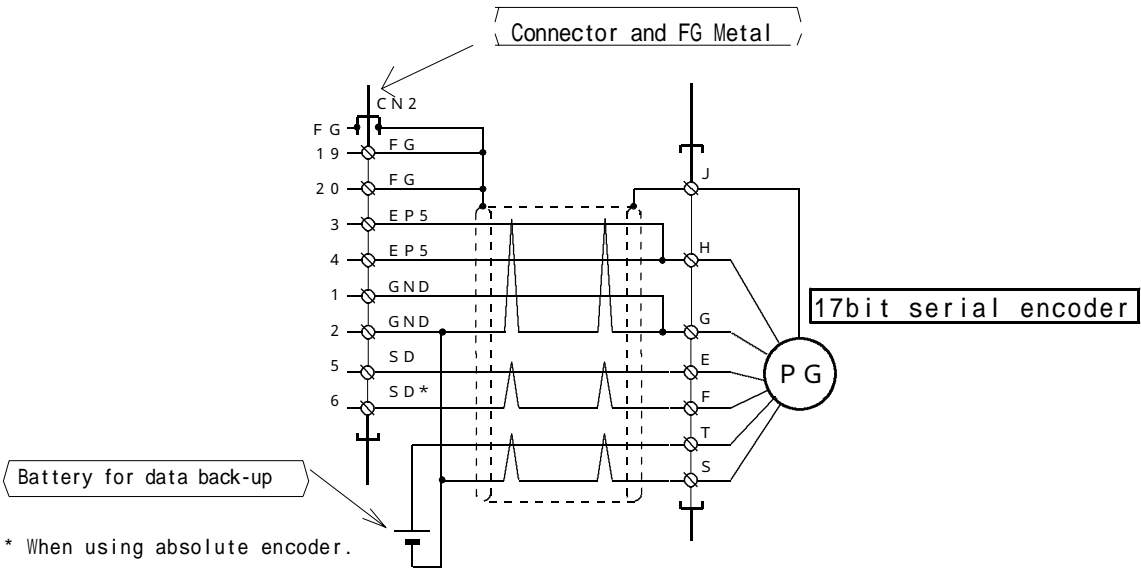 Connector and FG Metal
CN2
FG
19 FG
20 FG
J
3 EP5
4 EP5
H
1 GND
2 GND
G
17bit serial encoder
5 SD
E
PG
6 SD*
F
T
S
Battery for data back-up
* When using absolute encoder.